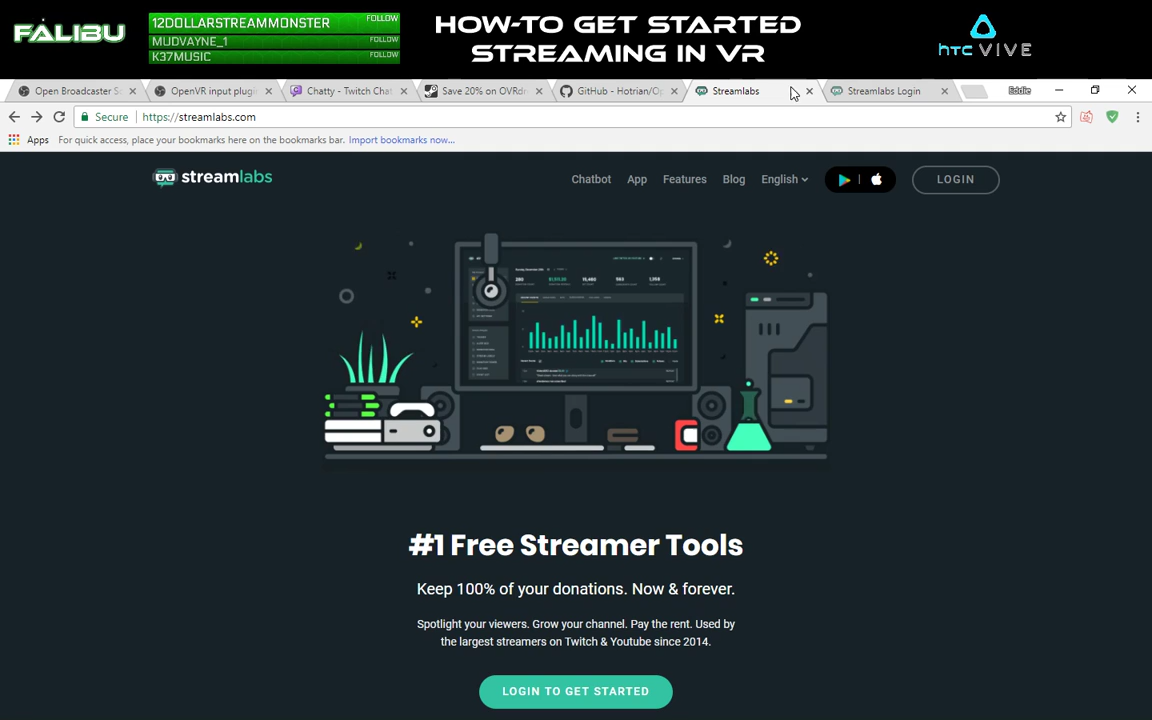 FALIBU
12DOLLARSTREAMMONSTER FOLLOW
MUDVAYNE_1 FOLLOW
K37MUSIC FOLLOW
HOW-TO GET STARTED
STREAMING IN VR
htc VIVE
Open Broadcaster S
OpenVR input plugin
Chatty - Twitch Chat
Save 20% on OVRdr
GitHub - Hotrian/Op
Streamlabs
Streamlabs Login
Eddie
Secure
https://streamlabs.com
Apps
For quick access, place your bookmarks here on the bookmarks bar. Import bookmarks now...
streamlabs
Chatbot
App
Features
Blog
English
LOGIN
#1 Free Streamer Tools
Keep 100% of your donations. Now & forever.
Spotlight your viewers. Grow your channel. Pay the rent. Used by
the largest streamers on Twitch & Youtube since 2014.
LOGIN TO GET STARTED